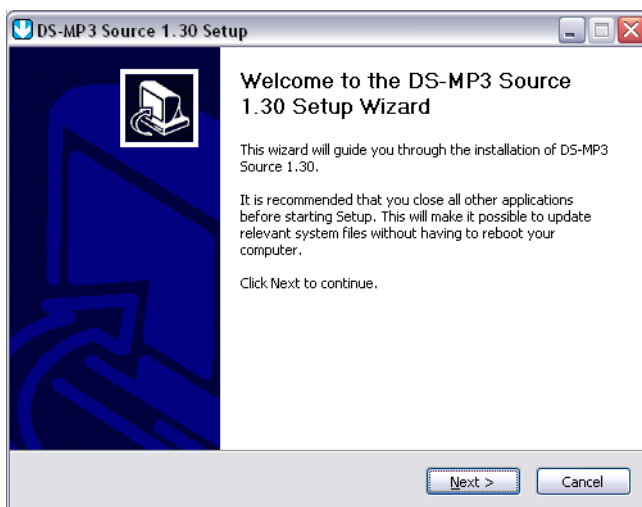 DS-MP3 Source 1.30 Setup
Welcome to the DS-MP3 Source
1.30 Setup Wizard
This wizard will guide you through the installation of DS-MP3
Source 1.30.
It is recommended that you close all other applications
before starting Setup. This will make it possible to update
relevant system files without having to reboot your
computer.
Click Next to continue.
Next > Cancel